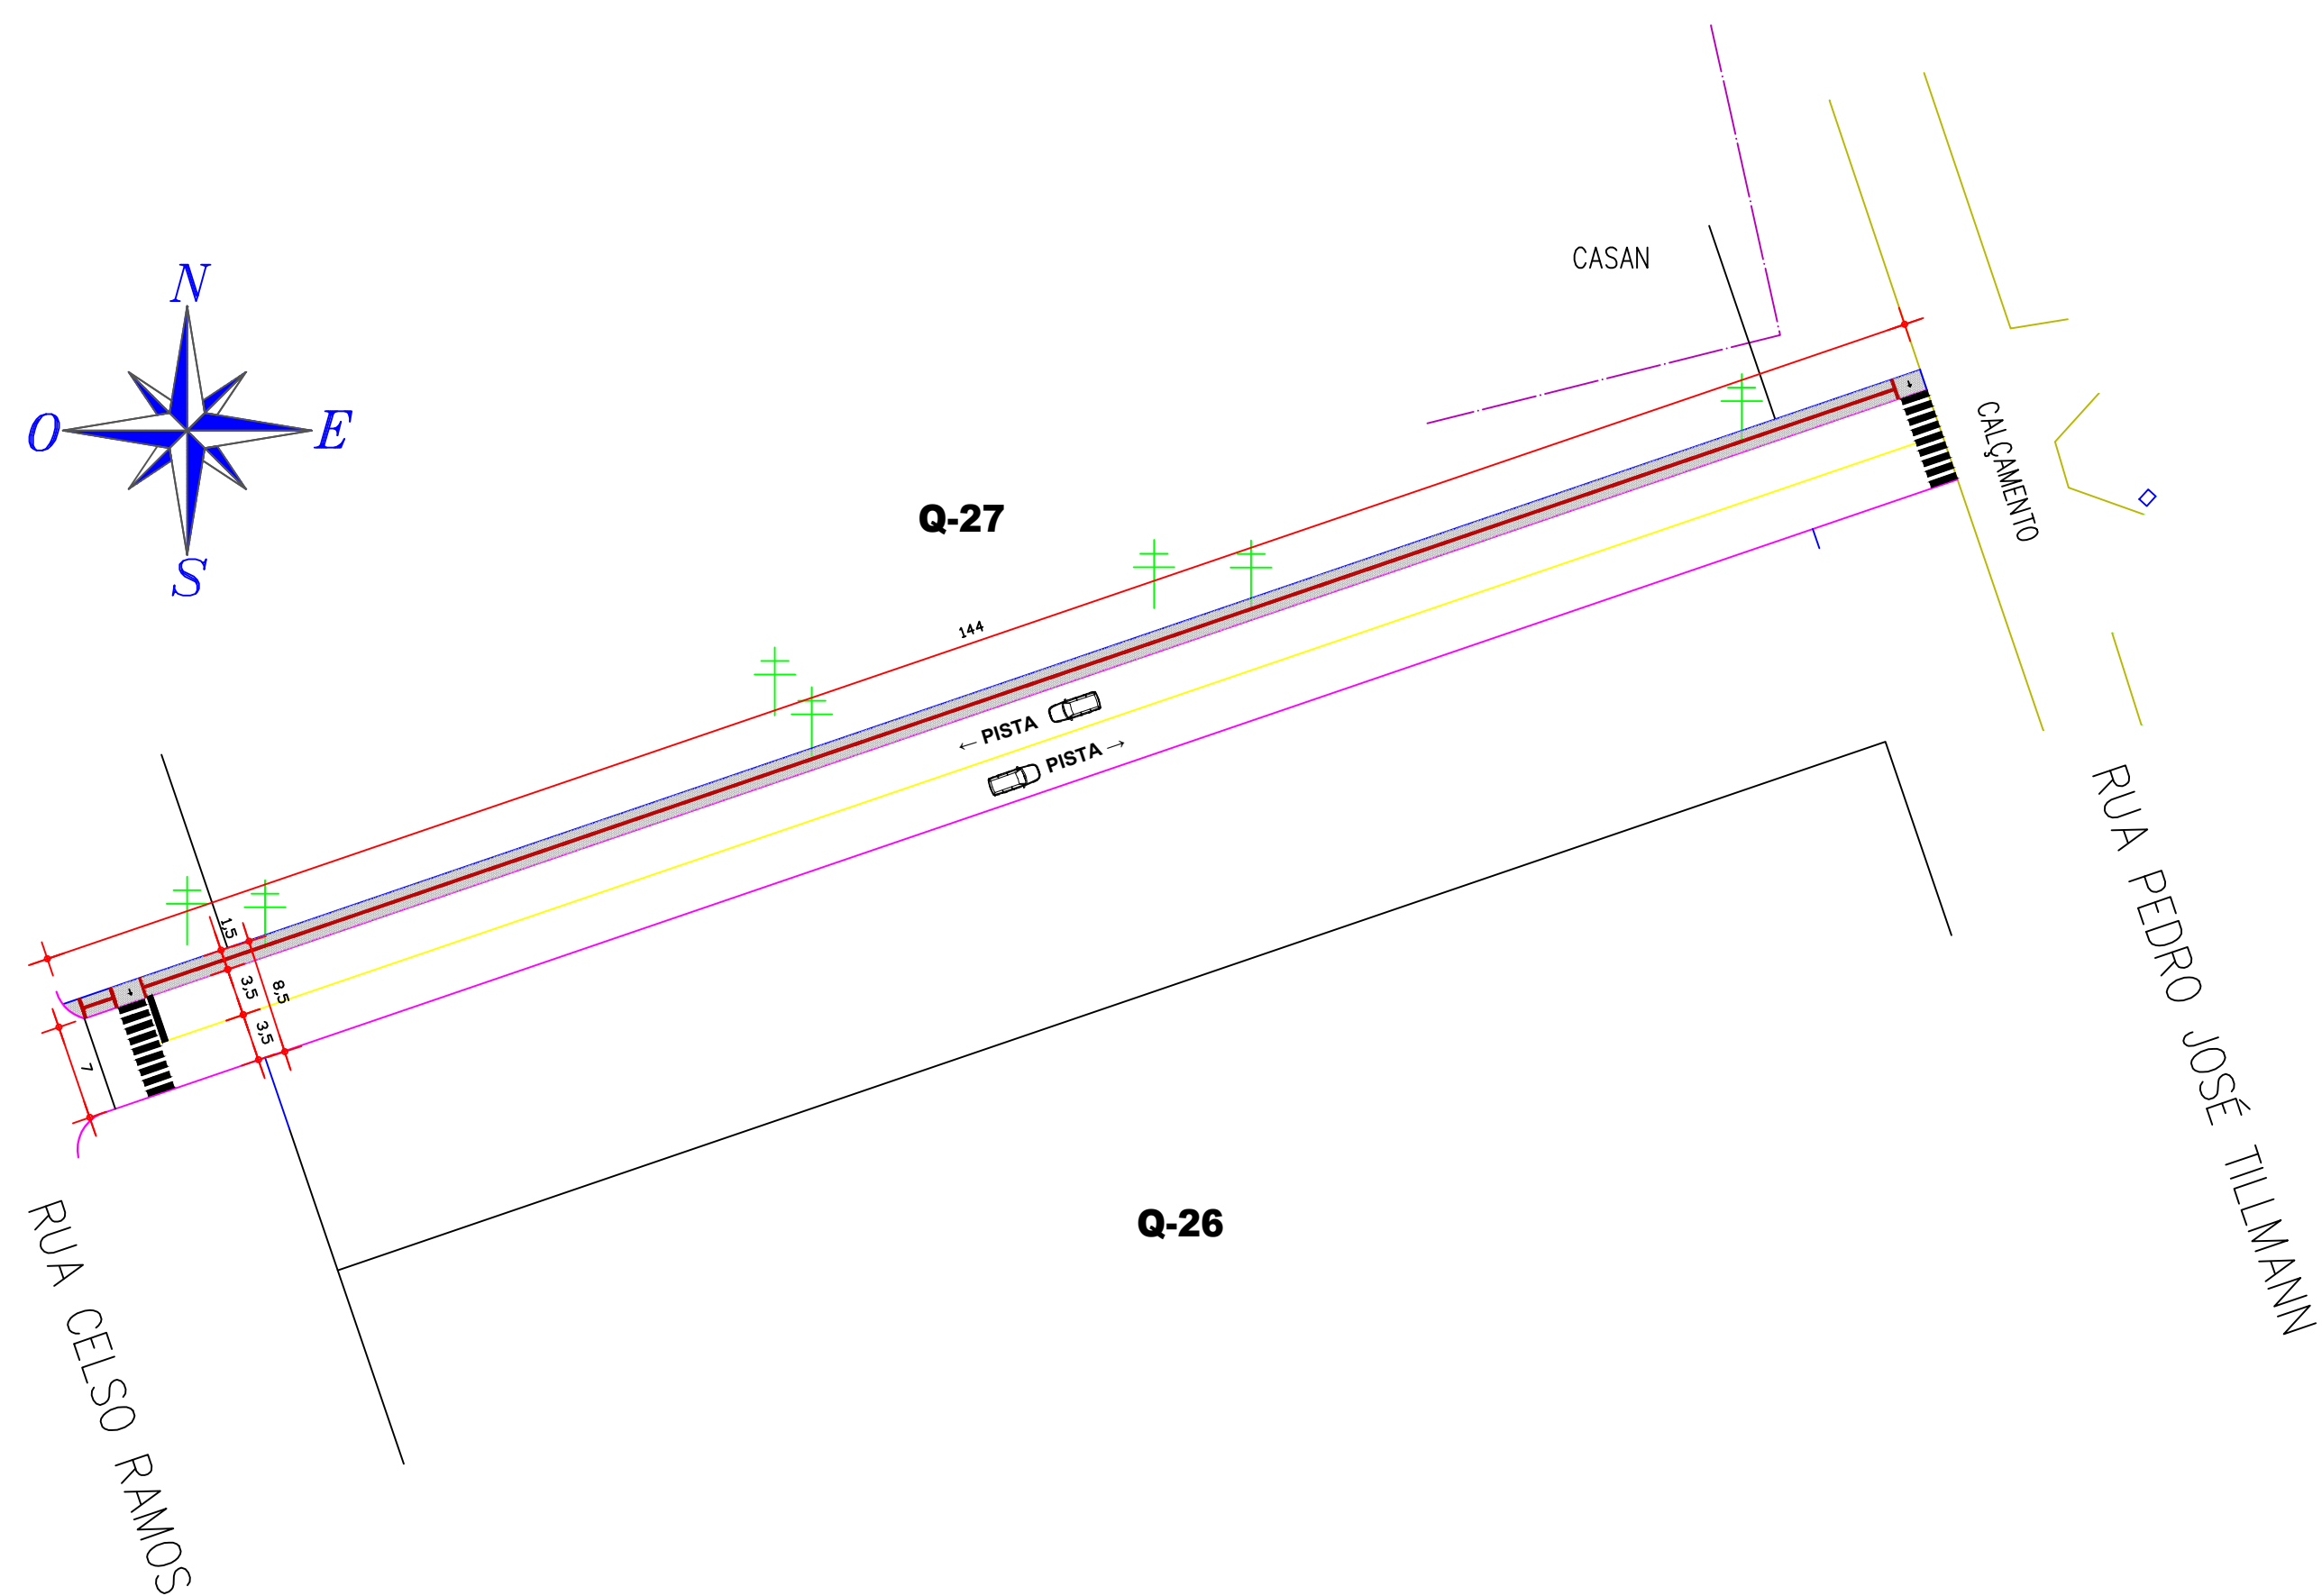 N
O
E
S
CASAN
Q-27
CALÇAMENTO
144
← PISTA
PISTA →
1,5
3,5
8,5
3,5
7
RUA PEDRO JOSÉ TILLMANN
Q-26
RUA CELSO RAMOS